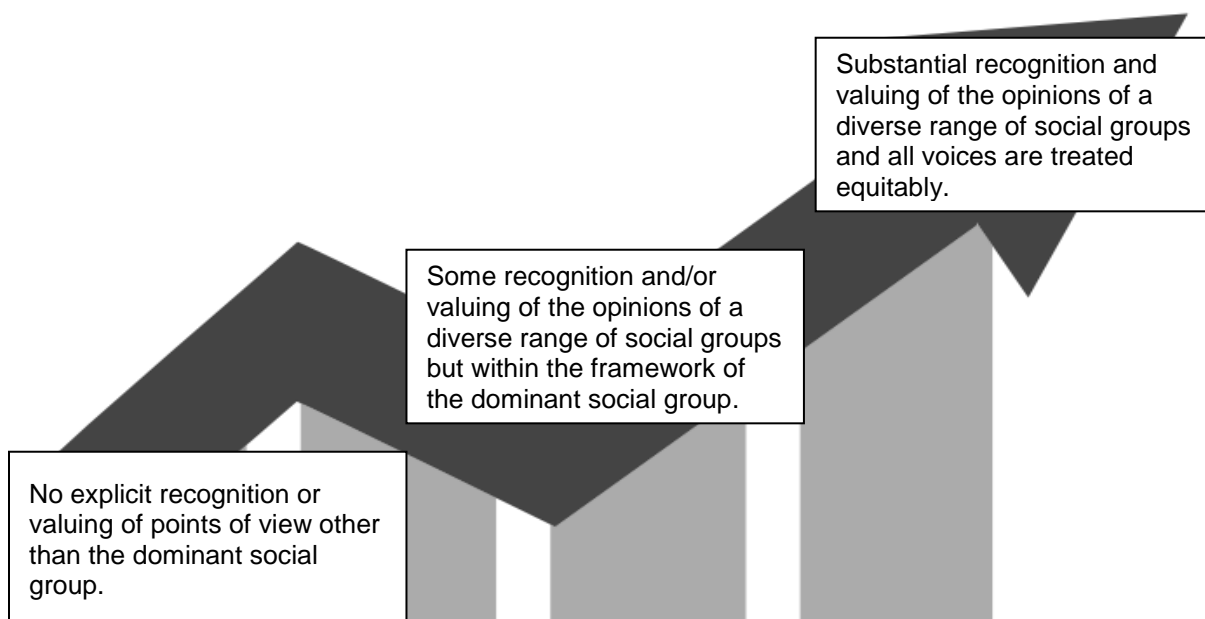 Substantial recognition and
valuing of the opinions of a
diverse range of social groups
and all voices are treated
equitably.
Some recognition and/or
valuing of the opinions of a
diverse range of social groups
but within the framework of
the dominant social group.
No explicit recognition or
valuing of points of view other
than the dominant social
group.